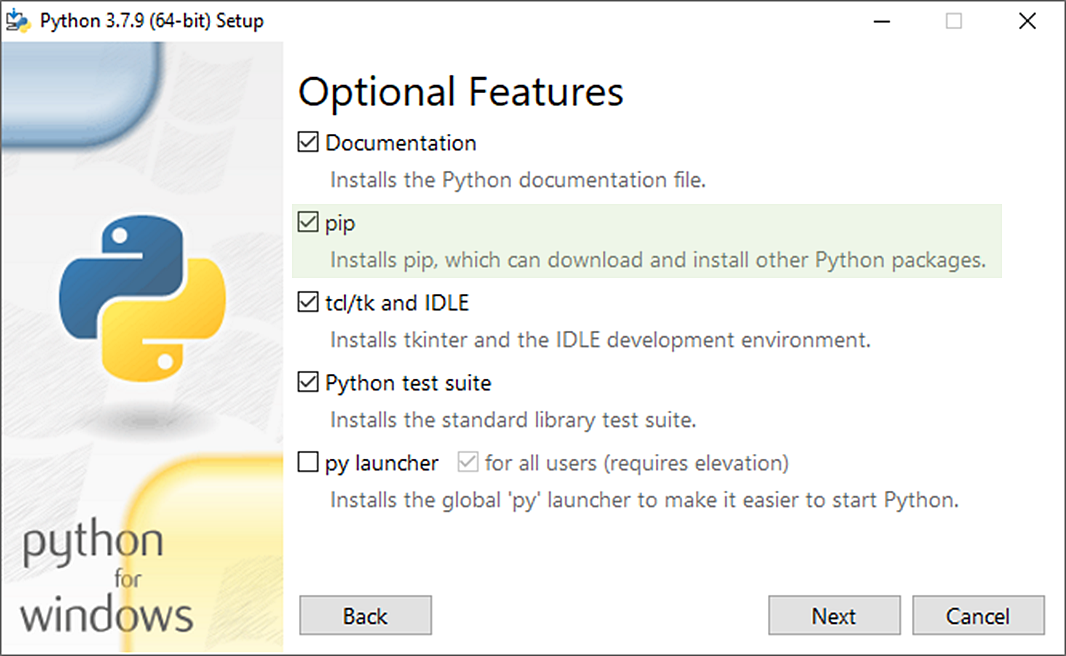 Python 3.7.9 (64-bit) Setup
Optional Features
Documentation
Installs the Python documentation file.
pip
Installs pip, which can download and install other Python packages.
tcl/tk and IDLE
Installs tkinter and the IDLE development environment.
Python test suite
Installs the standard library test suite.
py launcher for all users (requires elevation)
Installs the global 'py' launcher to make it easier to start Python.
python
for
windows
Back Next Cancel